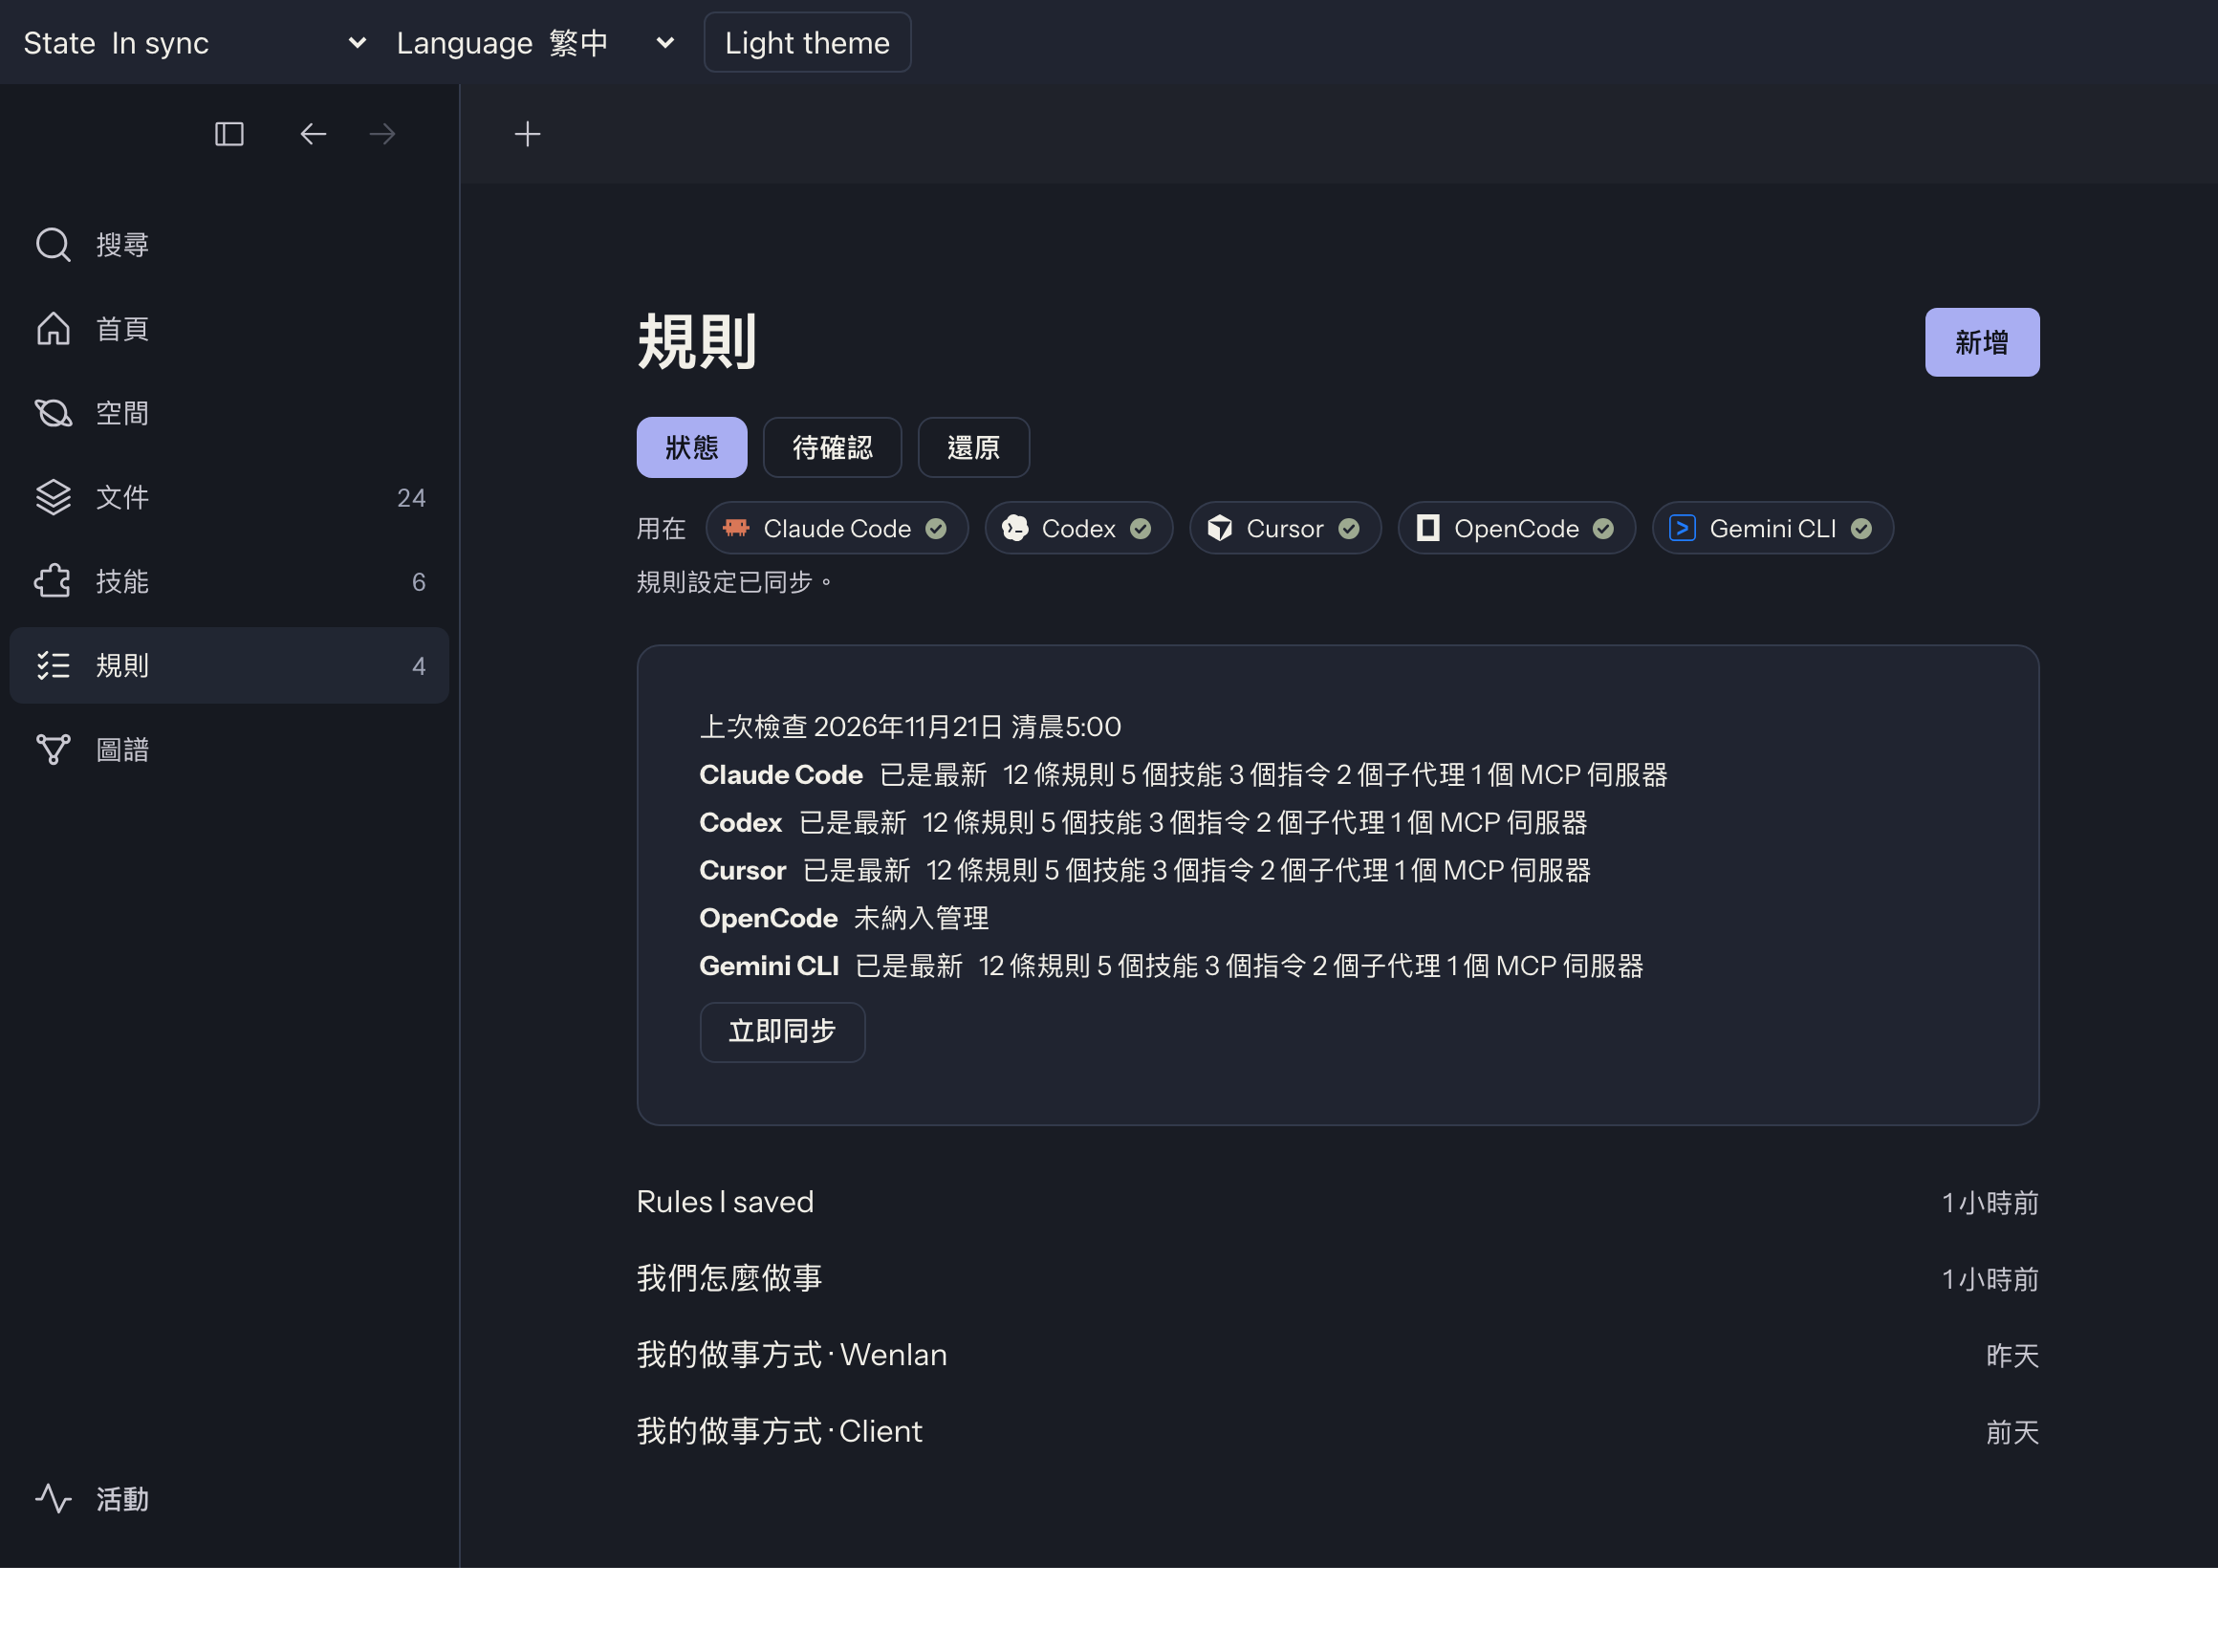 State In sync Language 繁中 Light theme
搜尋
首頁
空間
文件 24
技能 6
規則 4
圖譜
活動
規則 新增
狀態 待確認 還原
用在 Claude Code Codex Cursor OpenCode Gemini CLI
規則設定已同步。
上次檢查 2026年11月21日 清晨5:00
Claude Code 已是最新 12 條規則 5 個技能 3 個指令 2 個子代理 1 個 MCP 伺服器
Codex 已是最新 12 條規則 5 個技能 3 個指令 2 個子代理 1 個 MCP 伺服器
Cursor 已是最新 12 條規則 5 個技能 3 個指令 2 個子代理 1 個 MCP 伺服器
OpenCode 未納入管理
Gemini CLI 已是最新 12 條規則 5 個技能 3 個指令 2 個子代理 1 個 MCP 伺服器
立即同步
Rules I saved 1 小時前
我們怎麼做事 1 小時前
我的做事方式 · Wenlan 昨天
我的做事方式 · Client 前天